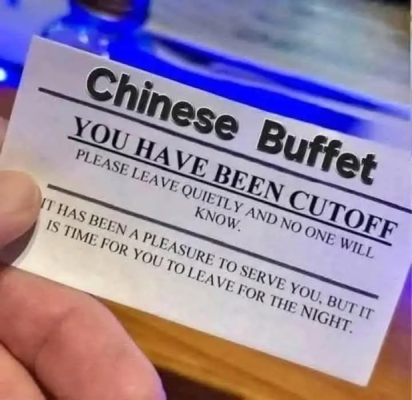 Chinese Buffet
YOU HAVE BEEN CUTOFF
PLEASE LEAVE QUIETLY AND NO ONE WILL
KNOW.
IT HAS BEEN A PLEASURE TO SERVE YOU, BUT IT
IS TIME FOR YOU TO LEAVE FOR THE NIGHT.